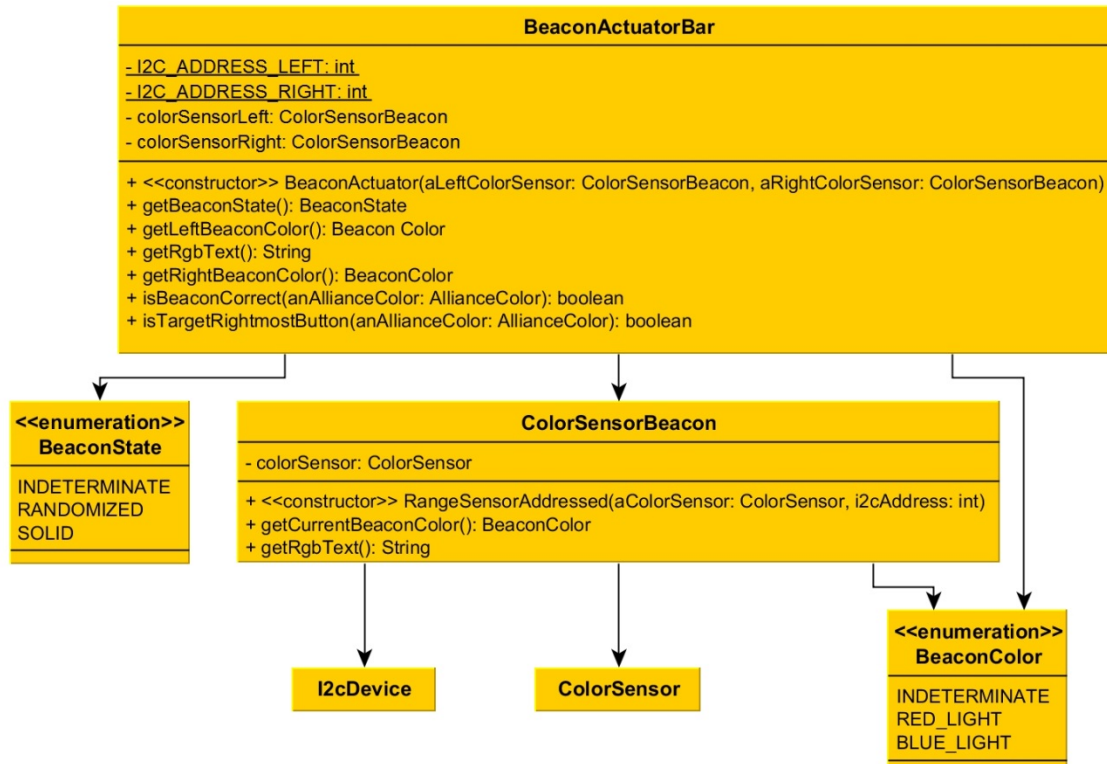 BeaconActuatorBar
- I2C_ADDRESS_LEFT: int
- I2C_ADDRESS_RIGHT: int
- colorSensorLeft: ColorSensorBeacon
- colorSensorRight: ColorSensorBeacon
+ <<constructor>> BeaconActuator(aLeftColorSensor: ColorSensorBeacon, aRightColorSensor: ColorSensorBeacon)
+ getBeaconState(): BeaconState
+ getLeftBeaconColor(): Beacon Color
+ getRgbText(): String
+ getRightBeaconColor(): BeaconColor
+ isBeaconCorrect(anAllianceColor: AllianceColor): boolean
+ isTargetRightmostButton(anAllianceColor: AllianceColor): boolean
<<enumeration>>
BeaconState
INDETERMINATE
RANDOMIZED
SOLID
ColorSensorBeacon
- colorSensor: ColorSensor
+ <<constructor>> RangeSensorAddressed(aColorSensor: ColorSensor, i2cAddress: int)
+ getCurrentBeaconColor(): BeaconColor
+ getRgbText(): String
I2cDevice
ColorSensor
<<enumeration>>
BeaconColor
INDETERMINATE
RED_LIGHT
BLUE_LIGHT